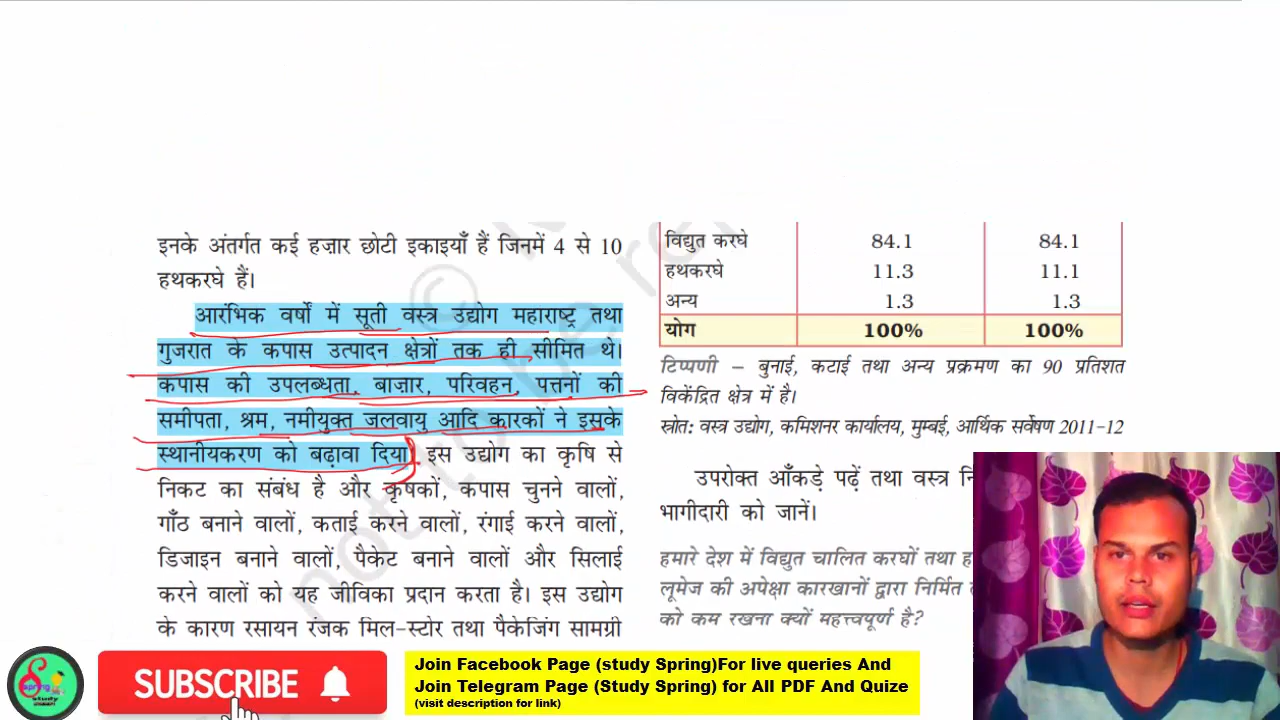 इनके अंतर्गत कई हज़ार छोटी इकाइयाँ हैं जिनमें 4 से 10
हथकरघे हैं।
आरंभिक वर्षों में सूती वस्त्र उद्योग महाराष्ट्र तथा
गुजरात के कपास उत्पादन क्षेत्रों तक ही सीमित थे।
कपास की उपलब्धता, बाज़ार, परिवहन, पत्तनों की
समीपता, श्रम, नमीयुक्त जलवायु आदि कारकों ने इसके
स्थानीयकरण को बढ़ावा दिया। इस उद्योग का कृषि से
निकट का संबंध है और कृषकों, कपास चुनने वालों,
गाँठ बनाने वालों, कताई करने वालों, रंगाई करने वालों,
डिजाइन बनाने वालों, पैकेट बनाने वालों और सिलाई
करने वालों को यह जीविका प्रदान करता है। इस उद्योग
के कारण रसायन रंजक मिल-स्टोर तथा पैकेजिंग सामग्री
विद्युत करघे 84.1 84.1
हथकरघे 11.3 11.1
अन्य 1.3 1.3
योग 100% 100%
टिप्पणी – बुनाई, कटाई तथा अन्य प्रक्रमण का 90 प्रतिशत
विकेंद्रित क्षेत्र में है।
स्रोत: वस्त्र उद्योग, कमिशनर कार्यालय, मुम्बई, आर्थिक सर्वेक्षण 2011-12
उपरोक्त आँकड़े पढ़ें तथा वस्त्र
भागीदारी को जानें।
हमारे देश में विद्युत चालित करघों तथा
लूमेज की अपेक्षा कारखानों द्वारा निर्मित
को कम रखना क्यों महत्त्वपूर्ण है?
not to be re
SUBSCRIBE
Join Facebook Page (study Spring)For live queries And
Join Telegram Page (Study Spring) for All PDF And Quize
(visit description for link)